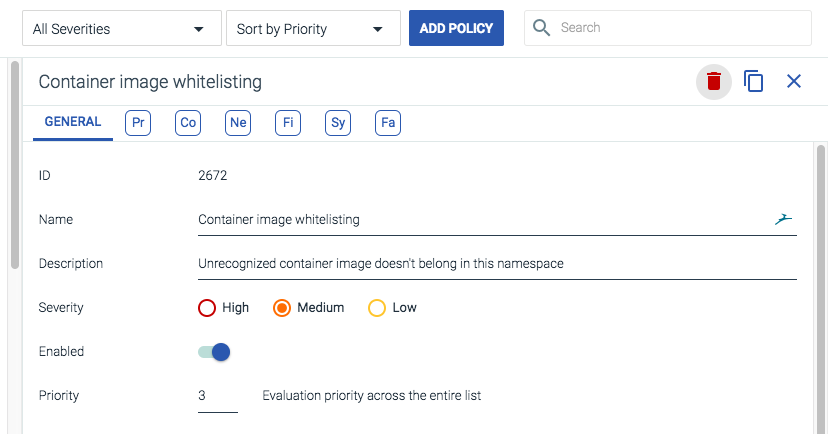 All Severities Sort by Priority ADD POLICY Search
Container image whitelisting
GENERAL Pr Co Ne Fi Sy Fa
ID 2672
Name Container image whitelisting
Description Unrecognized container image doesn't belong in this namespace
Severity High Medium Low
Enabled
Priority 3 Evaluation priority across the entire list